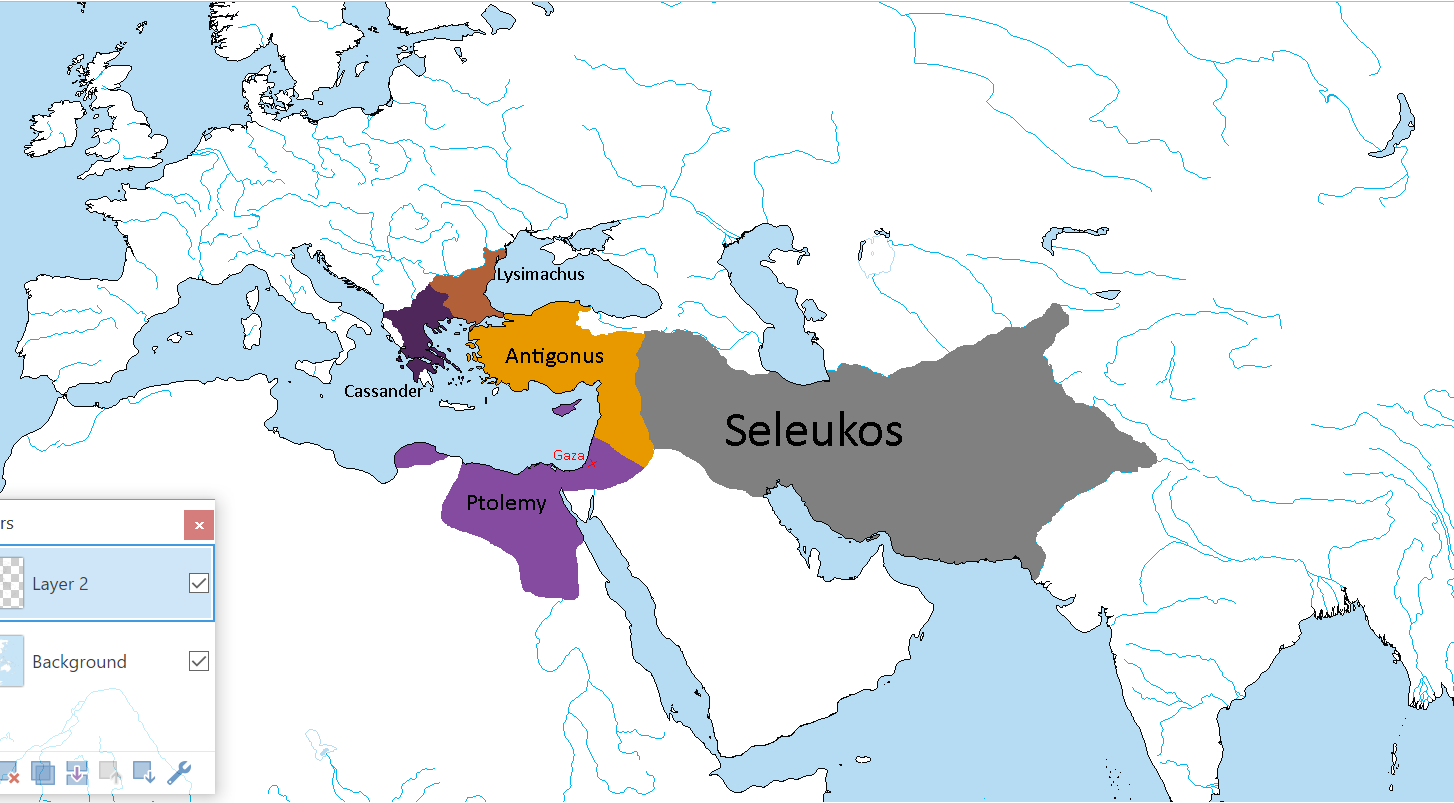 Lysimachus
Antigonus
Cassander
Seleukos
Gaza
Ptolemy
rs
Layer 2
Background